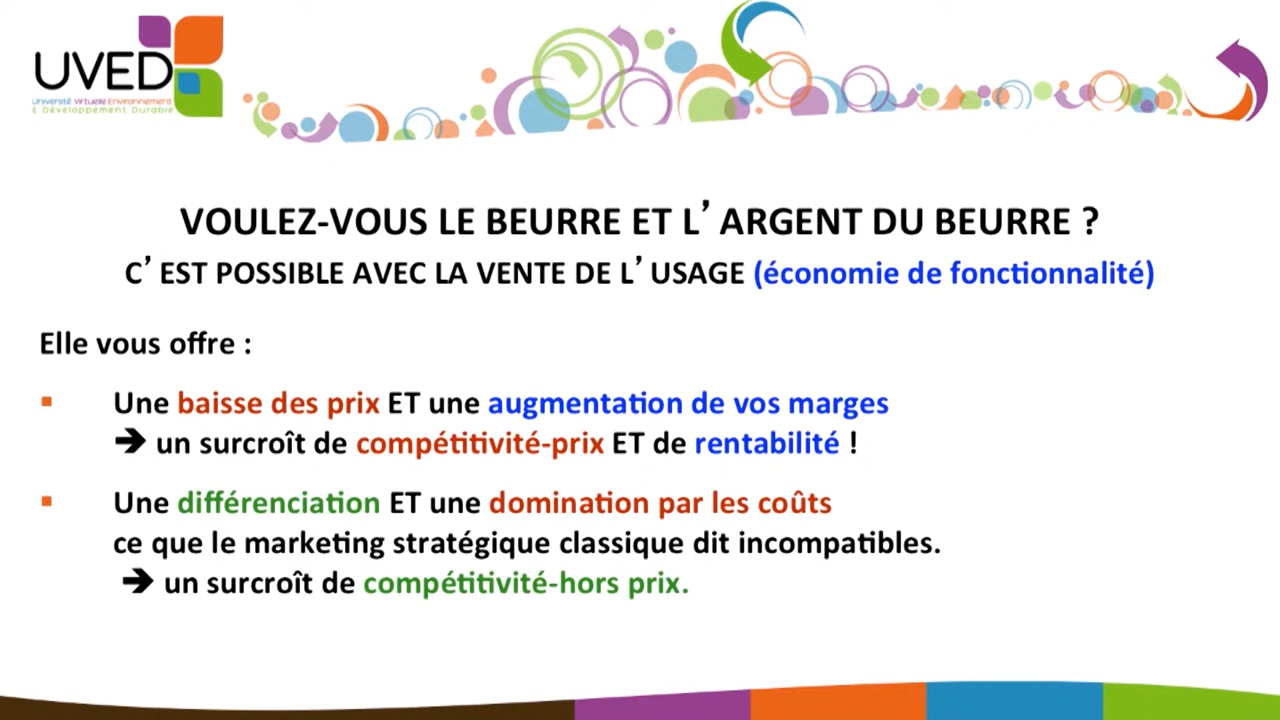 UVED
Université Virtuelle Environnement
& Développement Durable
VOULEZ-VOUS LE BEURRE ET L’ARGENT DU BEURRE ?
C’EST POSSIBLE AVEC LA VENTE DE L’USAGE (économie de fonctionnalité)
Elle vous offre :
▪ Une baisse des prix ET une augmentation de vos marges
➔ un surcroît de compétitivité-prix ET de rentabilité !
▪ Une différenciation ET une domination par les coûts
ce que le marketing stratégique classique dit incompatibles.
➔ un surcroît de compétitivité-hors prix.